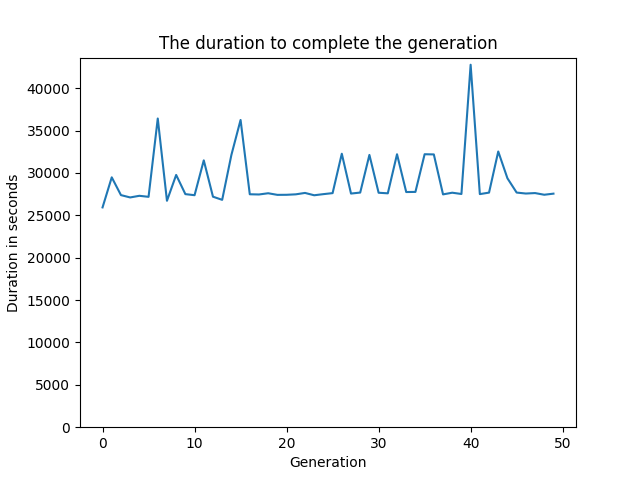 The duration to complete the generation
40000
35000
30000
25000
20000
15000
10000
5000
0
Duration in seconds
0 10 20 30 40 50
Generation